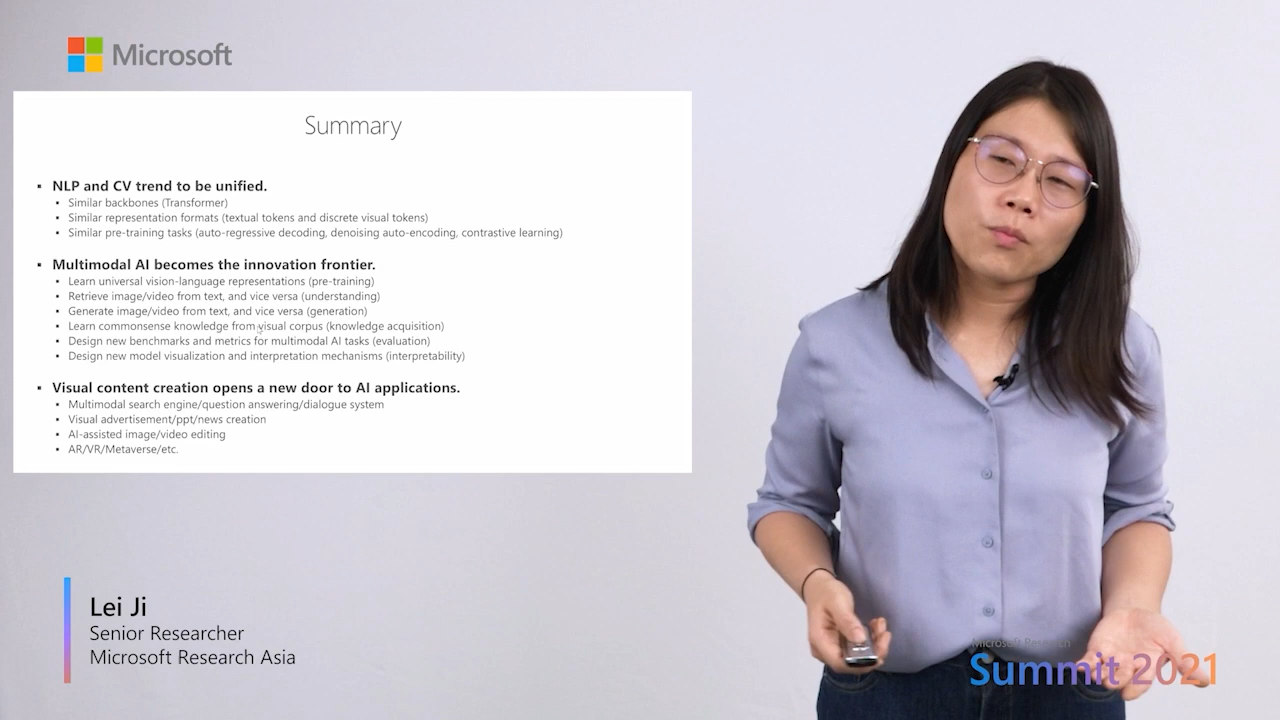 Microsoft
Summary
▪ NLP and CV trend to be unified.
▪ Similar backbones (Transformer)
▪ Similar representation formats (textual tokens and discrete visual tokens)
▪ Similar pre-training tasks (auto-regressive decoding, denoising auto-encoding, contrastive learning)
▪ Multimodal AI becomes the innovation frontier.
▪ Learn universal vision-language representations (pre-training)
▪ Retrieve image/video from text, and vice versa (understanding)
▪ Generate image/video from text, and vice versa (generation)
▪ Learn commonsense knowledge from visual corpus (knowledge acquisition)
▪ Design new benchmarks and metrics for multimodal AI tasks (evaluation)
▪ Design new model visualization and interpretation mechanisms (interpretability)
▪ Visual content creation opens a new door to AI applications.
▪ Multimodal search engine/question answering/dialogue system
▪ Visual advertisement/ppt/news creation
▪ AI-assisted image/video editing
▪ AR/VR/Metaverse/etc.
Lei Ji
Senior Researcher
Microsoft Research Asia
Microsoft Research
Summit 2021